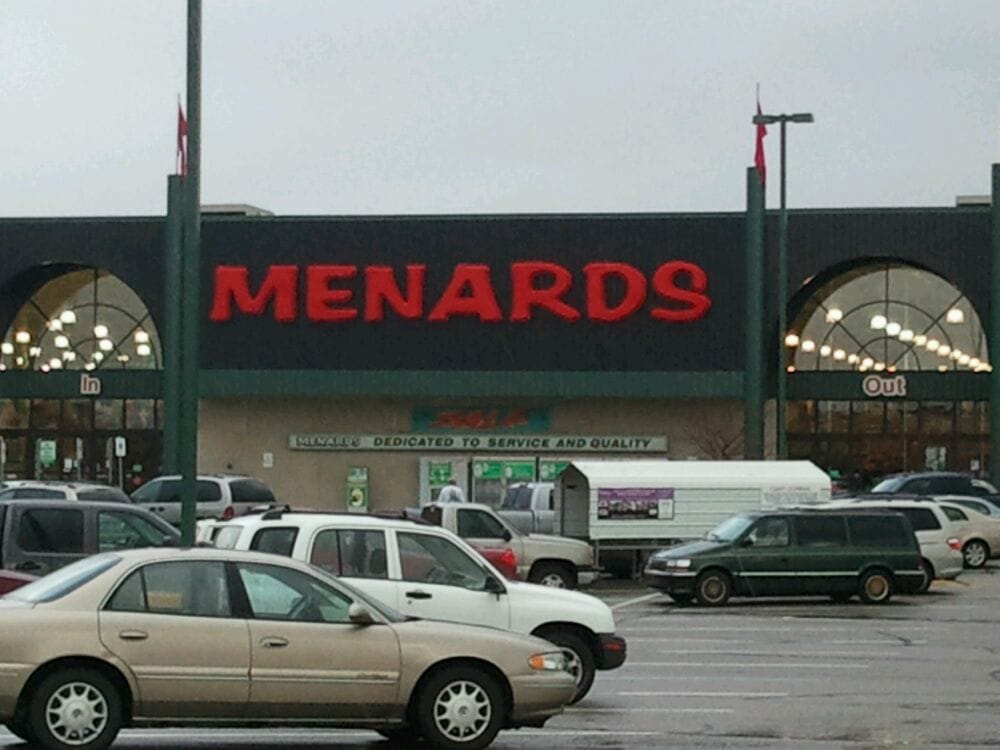 MENARDS
In
Out
MENARDS DEDICATED TO SERVICE AND QUALITY